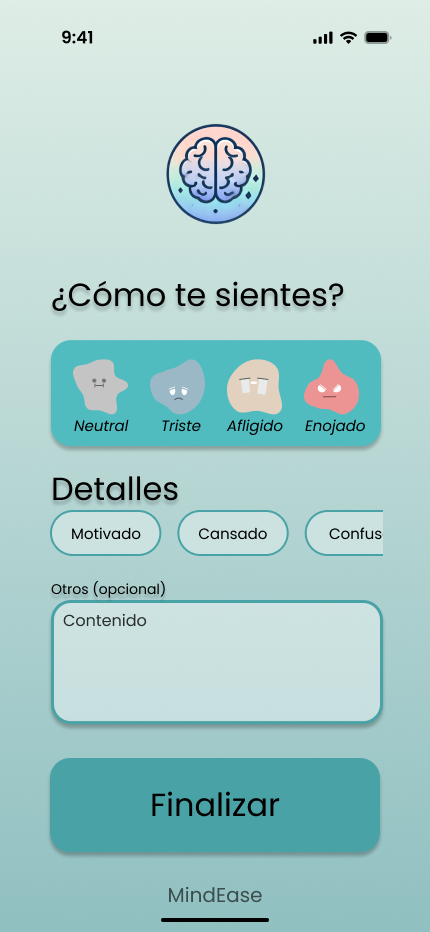 9:41
¿Cómo te sientes?
Neutral Triste Afligido Enojado
Detalles
Motivado Cansado Confus
Otros (opcional)
Contenido
Finalizar
MindEase